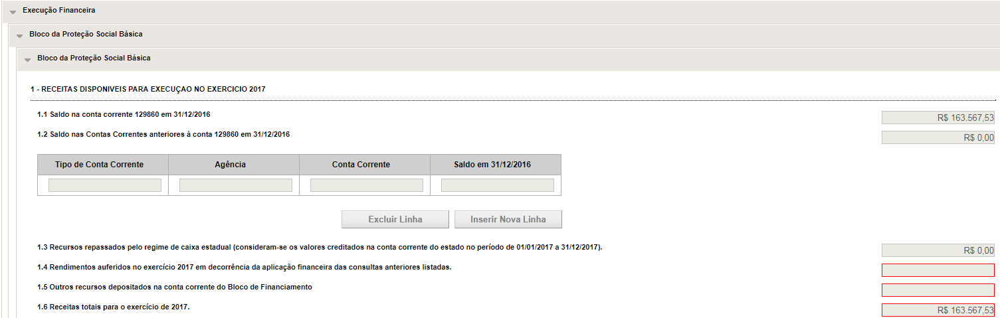 Execução Financeira
Bloco da Proteção Social Básica
Bloco da Proteção Social Básica
1 - RECEITAS DISPONIVEIS PARA EXECUÇAO NO EXERCICIO 2017
1.1 Saldo na conta corrente 129860 em 31/12/2016 R$ 163.567,53
1.2 Saldo nas Contas Correntes anteriores à conta 129860 em 31/12/2016 R$ 0,00
Tipo de Conta Corrente Agência Conta Corrente Saldo em 31/12/2016
Excluir Linha Inserir Nova Linha
1.3 Recursos repassados pelo regime de caixa estadual (consideram-se os valores creditados na conta corrente do estado no período de 01/01/2017 a 31/12/2017). R$ 0,00
1.4 Rendimentos auferidos no exercício 2017 em decorrência da aplicação financeira das consultas anteriores listadas.
1.5 Outros recursos depositados na conta corrente do Bloco de Financiamento
1.6 Receitas totais para o exercício de 2017. R$ 163.567,53